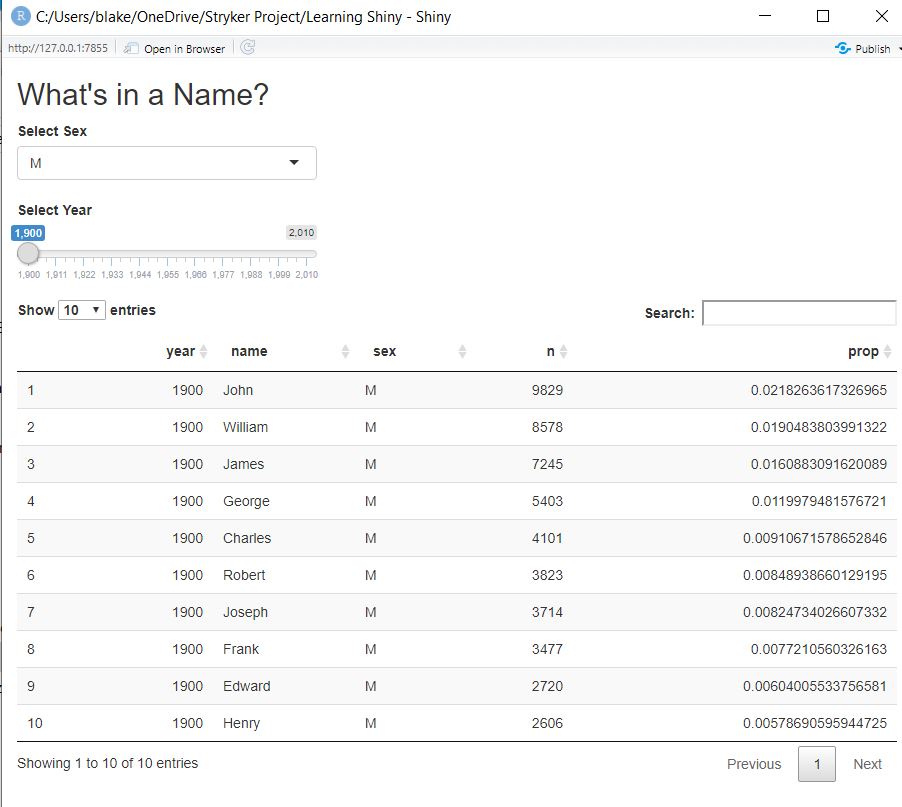 R C:/Users/blake/OneDrive/Stryker Project/Learning Shiny - Shiny
http://127.0.0.1:7855 Open in Browser Publish
What's in a Name?
Select Sex
M
Select Year
1,900 2,010
1,900 1,911 1,922 1,933 1,944 1,955 1,966 1,977 1,988 1,999 2,010
Show 10 entries Search:
year name sex n prop
1 1900 John M 9829 0.0218263617326965
2 1900 William M 8578 0.0190483803991322
3 1900 James M 7245 0.0160883091620089
4 1900 George M 5403 0.0119979481576721
5 1900 Charles M 4101 0.00910671578652846
6 1900 Robert M 3823 0.00848938660129195
7 1900 Joseph M 3714 0.00824734026607332
8 1900 Frank M 3477 0.0077210560326163
9 1900 Edward M 2720 0.00604005533756581
10 1900 Henry M 2606 0.00578690595944725
Showing 1 to 10 of 10 entries Previous 1 Next